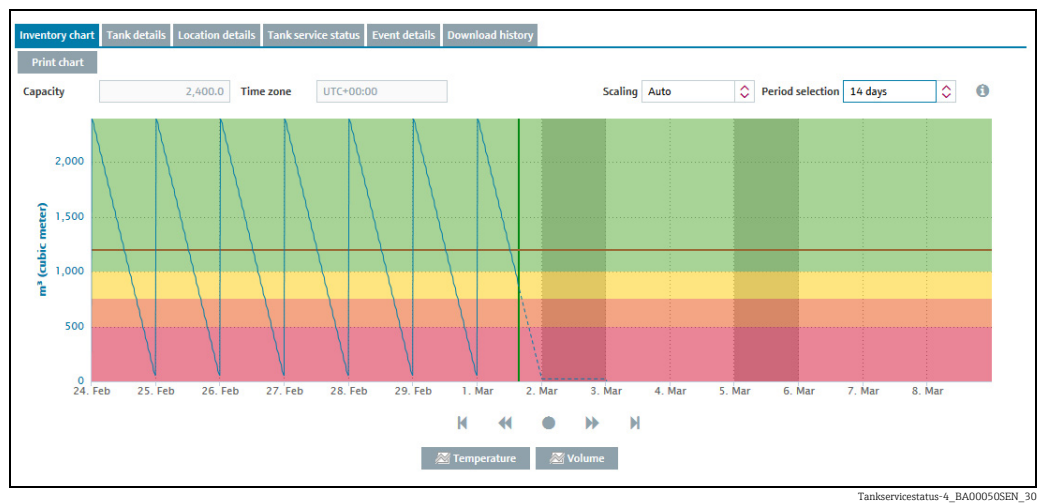 Inventory chart Tank details Location details Tank service status Event details Download history
Print chart
Capacity 2,400.0 Time zone UTC+00:00 Scaling Auto Period selection 14 days
m³ (cubic meter)
2,000
1,500
1,000
500
0
24. Feb 25. Feb 26. Feb 27. Feb 28. Feb 29. Feb 1. Mar 2. Mar 3. Mar 4. Mar 5. Mar 6. Mar 7. Mar 8. Mar
Temperature Volume
Tankservicestatus-4_BA00050SEN_30